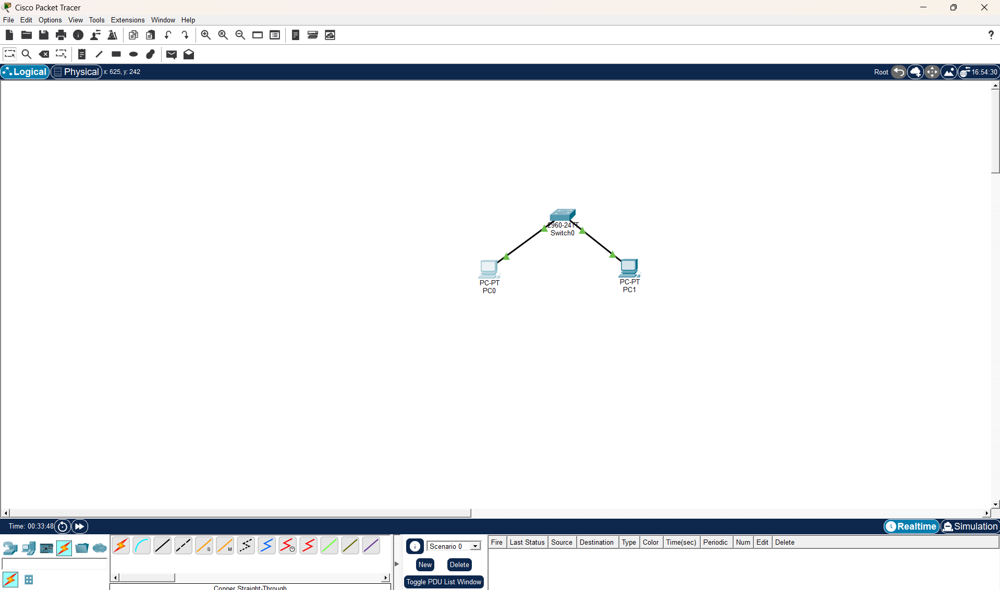 Cisco Packet Tracer
File Edit Options View Tools Extensions Window Help
?
Logical Physical x: 625, y: 242 Root 16:54:30
2960-24TT
Switch0
PC-PT
PC0
PC-PT
PC1
Time: 00:33:48 Realtime Simulation
S M
Scenario 0
New Delete
Toggle PDU List Window
Fire Last Status Source Destination Type Color Time(sec) Periodic Num Edit Delete
Copper Straight-Through